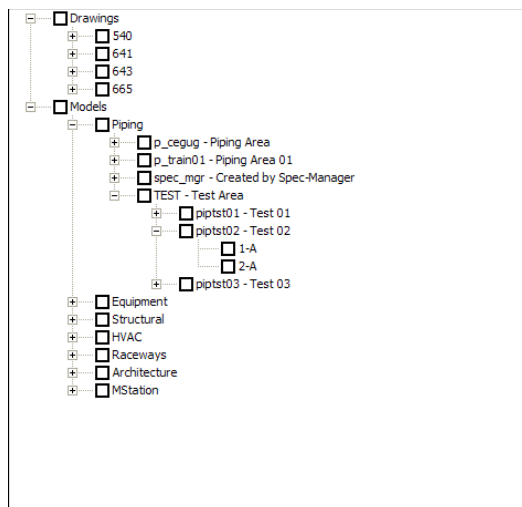 Drawings
540
641
643
665
Models
Piping
p_cegug - Piping Area
p_train01 - Piping Area 01
spec_mgr - Created by Spec-Manager
TEST - Test Area
piptst01 - Test 01
piptst02 - Test 02
1-A
2-A
piptst03 - Test 03
Equipment
Structural
HVAC
Raceways
Architecture
MStation